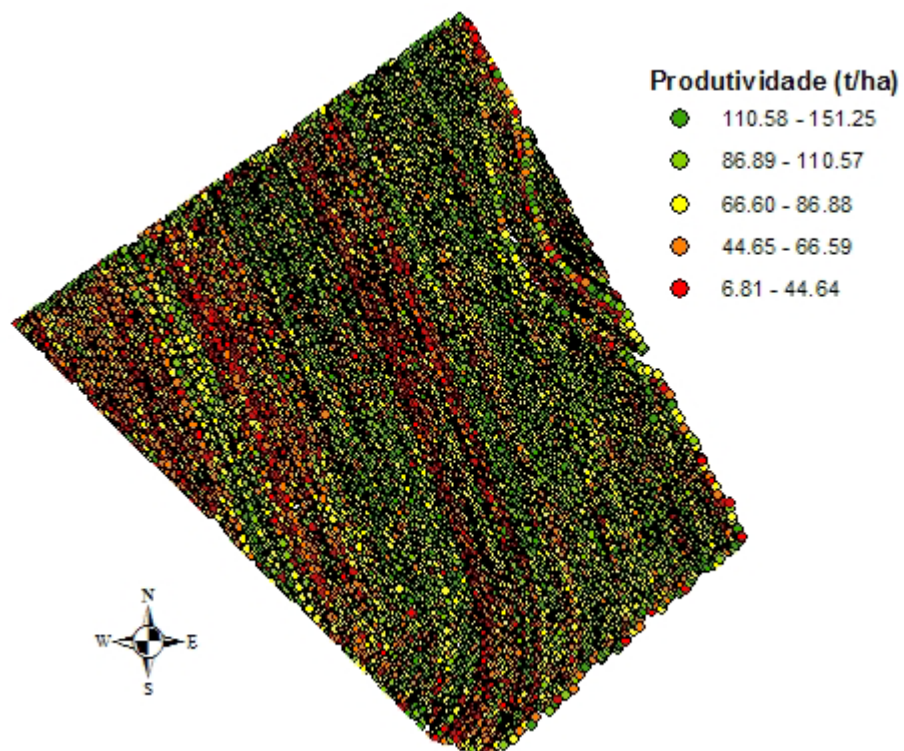 Produtividade (t/ha)
110.58 - 151.25
86.89 - 110.57
66.60 - 86.88
44.65 - 66.59
6.81 - 44.64
N
W E
S